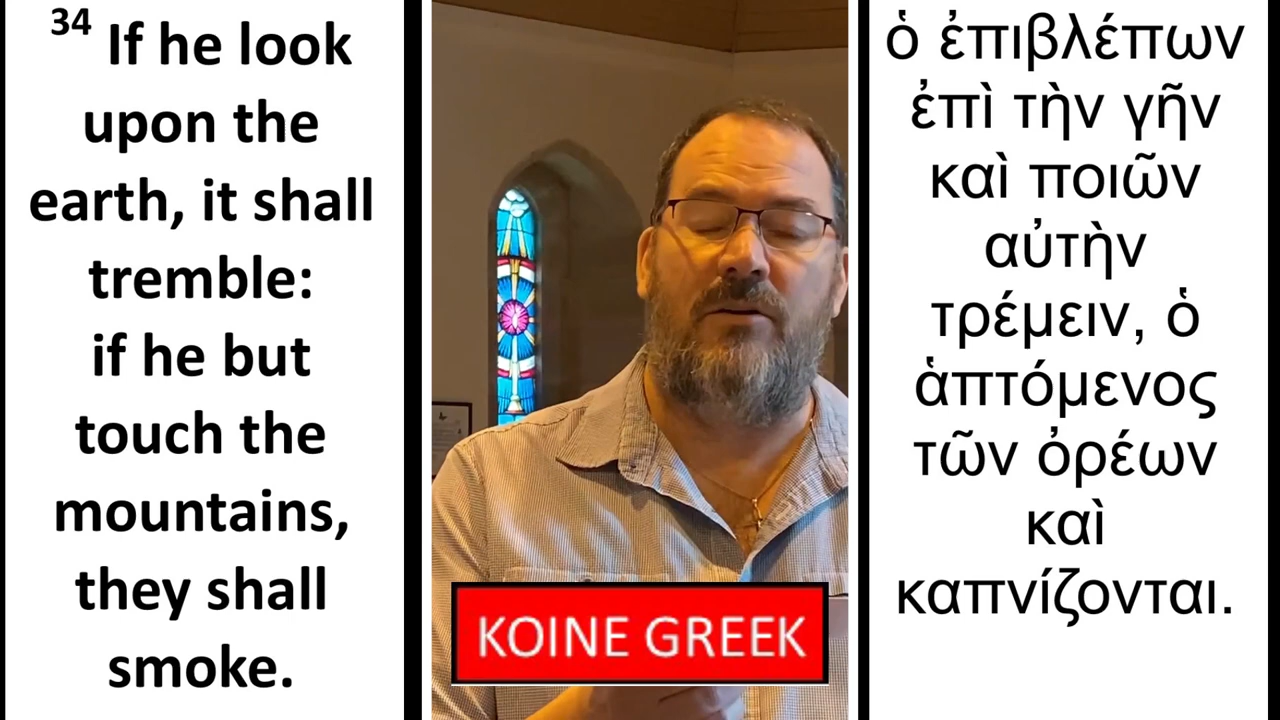 34 If he look
upon the
earth, it shall
tremble:
if he but
touch the
mountains,
they shall
smoke.
KOINE GREEK
ὁ ἐπιβλέπων
ἐπὶ τὴν γῆν
καὶ ποιῶν
αὐτὴν
τρέμειν, ὁ
ἁπτόμενος
τῶν ὀρέων
καὶ
καπνίζονται.